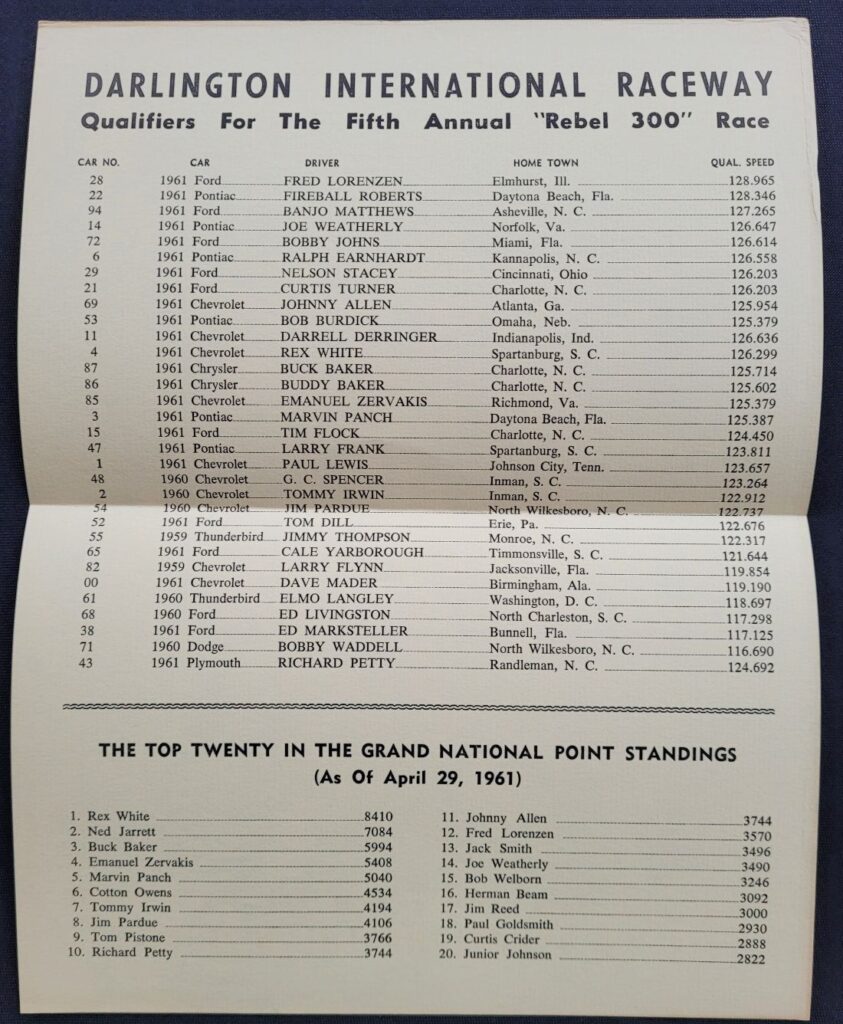 DARLINGTON INTERNATIONAL RACEWAY
Qualifiers For The Fifth Annual "Rebel 300" Race
CAR NO. CAR DRIVER HOME TOWN QUAL. SPEED
28 1961 Ford FRED LORENZEN Elmhurst, Ill. 128.965
22 1961 Pontiac FIREBALL ROBERTS Daytona Beach, Fla. 128.346
94 1961 Ford BANJO MATTHEWS Asheville, N. C. 127.265
14 1961 Pontiac JOE WEATHERLY Norfolk, Va. 126.647
72 1961 Ford BOBBY JOHNS Miami, Fla. 126.614
6 1961 Pontiac RALPH EARNHARDT Kannapolis, N. C. 126.558
29 1961 Ford NELSON STACEY Cincinnati, Ohio 126.203
21 1961 Ford CURTIS TURNER Charlotte, N. C. 126.203
69 1961 Chevrolet JOHNNY ALLEN Atlanta, Ga. 125.954
53 1961 Pontiac BOB BURDICK Omaha, Neb. 125.379
11 1961 Chevrolet DARRELL DERRINGER Indianapolis, Ind. 126.636
4 1961 Chevrolet REX WHITE Spartanburg, S. C. 126.299
87 1961 Chrysler BUCK BAKER Charlotte, N. C. 125.714
86 1961 Chrysler BUDDY BAKER Charlotte, N. C. 125.602
85 1961 Chevrolet EMANUEL ZERVAKIS Richmond, Va. 125.379
3 1961 Pontiac MARVIN PANCH Daytona Beach, Fla. 125.387
15 1961 Ford TIM FLOCK Charlotte, N. C. 124.450
47 1961 Pontiac LARRY FRANK Spartanburg, S. C. 123.811
1 1961 Chevrolet PAUL LEWIS Johnson City, Tenn. 123.657
48 1960 Chevrolet G. C. SPENCER Inman, S. C. 123.264
2 1960 Chevrolet TOMMY IRWIN Inman, S. C. 122.912
54 1960 Chevrolet JIM PARDUE North Wilkesboro, N. C. 122.737
52 1961 Ford TOM DILL Erie, Pa. 122.676
55 1959 Thunderbird JIMMY THOMPSON Monroe, N. C. 122.317
65 1961 Ford CALE YARBOROUGH Timmonsville, S. C. 121.644
82 1959 Chevrolet LARRY FLYNN Jacksonville, Fla. 119.854
00 1961 Chevrolet DAVE MADER Birmingham, Ala. 119.190
61 1960 Thunderbird ELMO LANGLEY Washington, D. C. 118.697
68 1960 Ford ED LIVINGSTON North Charleston, S. C. 117.298
38 1961 Ford ED MARKSTELLER Bunnell, Fla. 117.125
71 1960 Dodge BOBBY WADDELL North Wilkesboro, N. C. 116.690
43 1961 Plymouth RICHARD PETTY Randleman, N. C. 124.692
THE TOP TWENTY IN THE GRAND NATIONAL POINT STANDINGS
(As Of April 29, 1961)
1. Rex White 8410
2. Ned Jarrett 7084
3. Buck Baker 5994
4. Emanuel Zervakis 5408
5. Marvin Panch 5040
6. Cotton Owens 4534
7. Tommy Irwin 4194
8. Jim Pardue 4106
9. Tom Pistone 3766
10. Richard Petty 3744
11. Johnny Allen 3744
12. Fred Lorenzen 3570
13. Jack Smith 3496
14. Joe Weatherly 3490
15. Bob Welborn 3246
16. Herman Beam 3092
17. Jim Reed 3000
18. Paul Goldsmith 2930
19. Curtis Crider 2888
20. Junior Johnson 2822